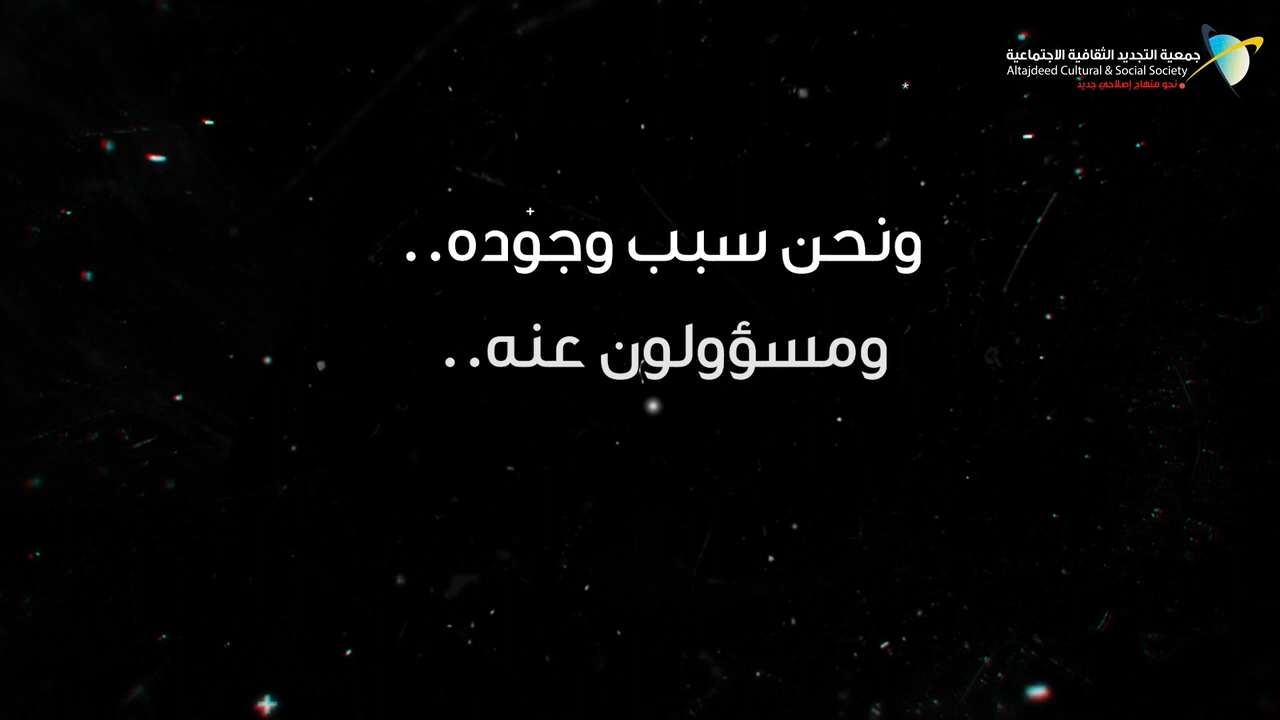 جمعية التجديد الثقافية الاجتماعية
Altajdeed Cultural & Social Society
نحو منهاج إصلاحي جديد
ونحن سبب وجوده..
ومسؤولون عنه..